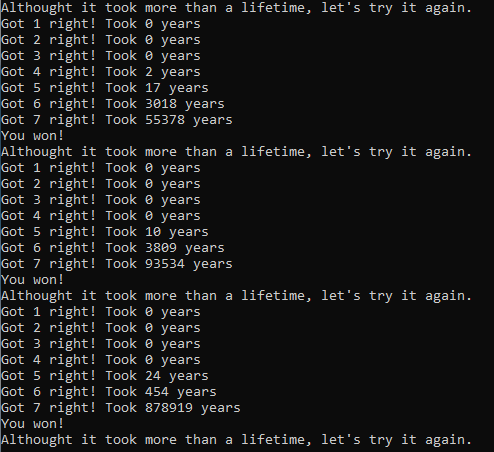 Althought it took more than a lifetime, let's try it again.
Got 1 right! Took 0 years
Got 2 right! Took 0 years
Got 3 right! Took 0 years
Got 4 right! Took 2 years
Got 5 right! Took 17 years
Got 6 right! Took 3018 years
Got 7 right! Took 55378 years
You won!
Althought it took more than a lifetime, let's try it again.
Got 1 right! Took 0 years
Got 2 right! Took 0 years
Got 3 right! Took 0 years
Got 4 right! Took 0 years
Got 5 right! Took 10 years
Got 6 right! Took 3809 years
Got 7 right! Took 93534 years
You won!
Althought it took more than a lifetime, let's try it again.
Got 1 right! Took 0 years
Got 2 right! Took 0 years
Got 3 right! Took 0 years
Got 4 right! Took 0 years
Got 5 right! Took 24 years
Got 6 right! Took 454 years
Got 7 right! Took 878919 years
You won!
Althought it took more than a lifetime, let's try it again.